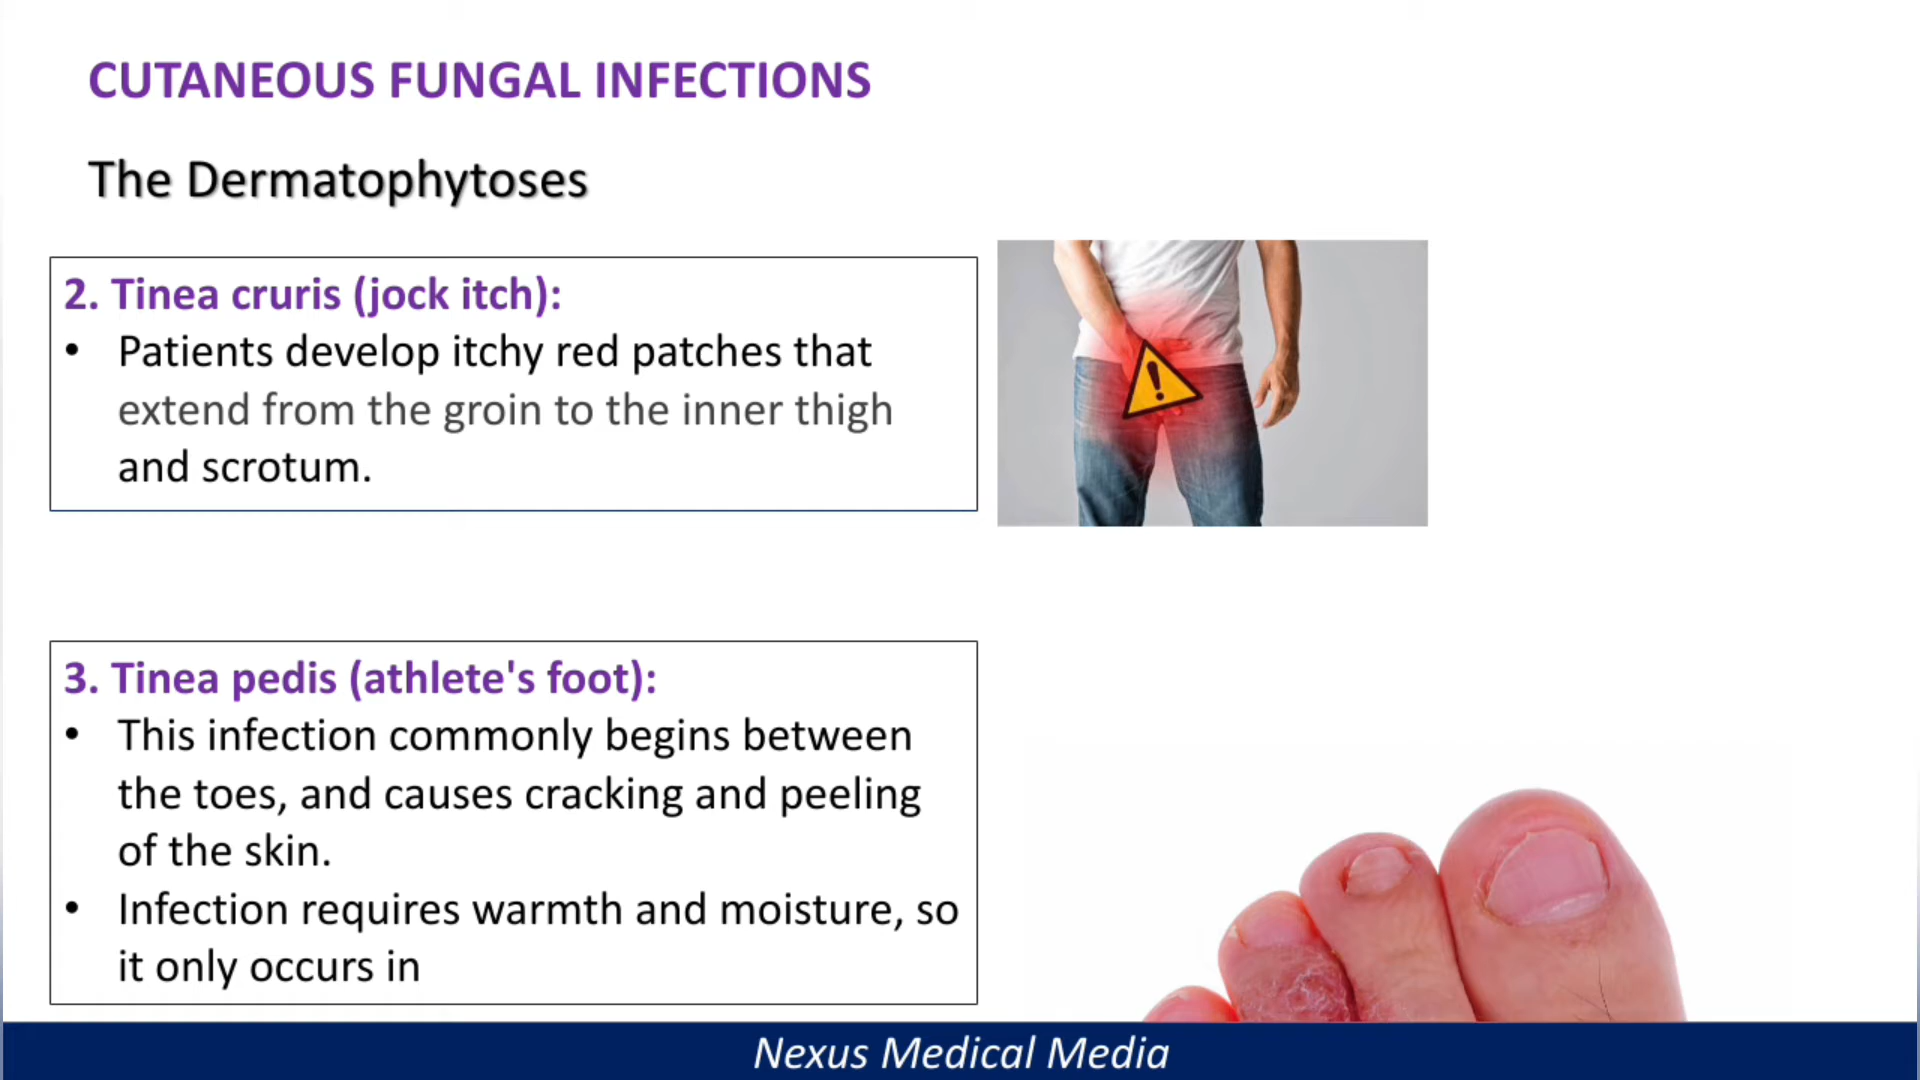 CUTANEOUS FUNGAL INFECTIONS
The Dermatophytoses
2. Tinea cruris (jock itch):
• Patients develop itchy red patches that
extend from the groin to the inner thigh
and scrotum.
3. Tinea pedis (athlete's foot):
• This infection commonly begins between
the toes, and causes cracking and peeling
of the skin.
• Infection requires warmth and moisture, so
it only occurs in
Nexus Medical Media